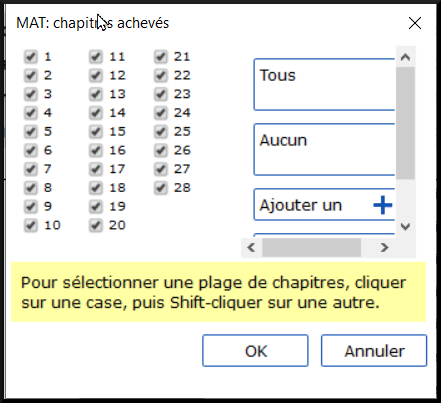 MAT: chapitres achevés
1 11 21
2 12 22
3 13 23
4 14 24
5 15 25
6 16 26
7 17 27
8 18 28
9 19
10 20
Tous
Aucun
Ajouter un
Pour sélectionner une plage de chapitres, cliquer
sur une case, puis Shift-cliquer sur une autre.
OK Annuler